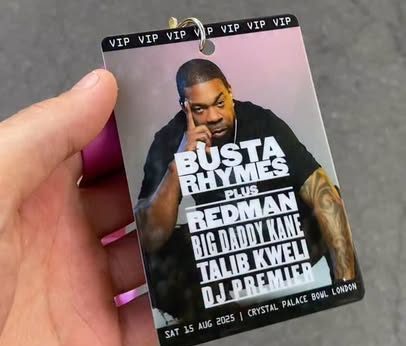 VIP VIP VIP VIP VIP VIP VIP
BUSTA
RHYMES
PLUS
REDMAN
BIG DADDY KANE
TALIB KWELI
DJ PREMIER
SAT 15 AUG 2025 | CRYSTAL PALACE BOWL LONDON